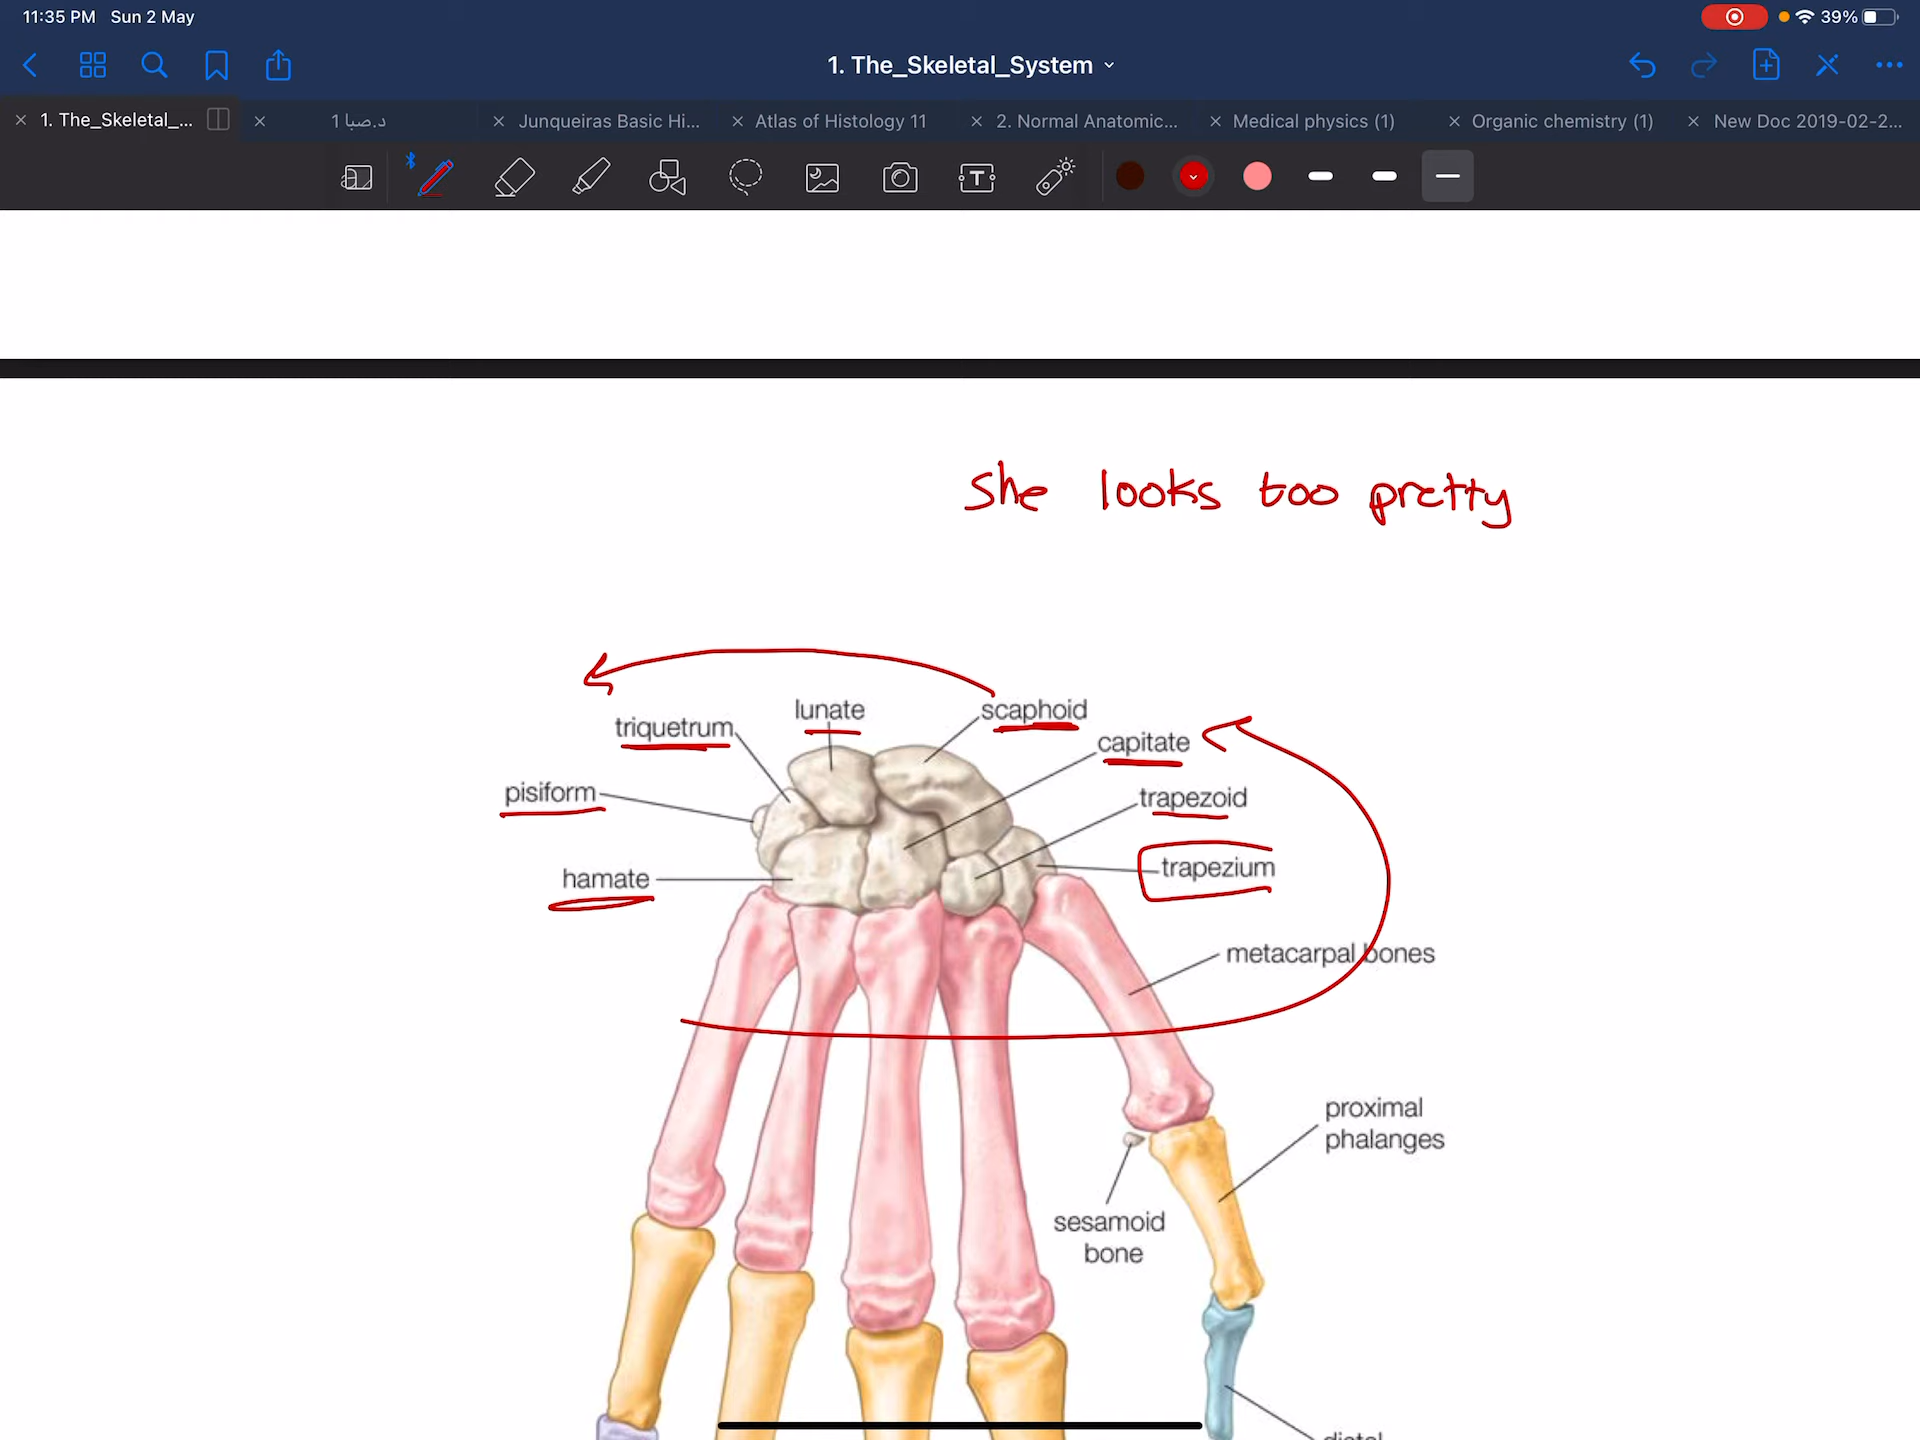 11:35 PM Sun 2 May
39%
1. The_Skeletal_System
1. The_Skeletal_...
د.صبا 1
Junqueiras Basic Hi...
Atlas of Histology 11
2. Normal Anatomic...
Medical physics (1)
Organic chemistry (1)
New Doc 2019-02-2...
She looks too pretty
lunate
scaphoid
triquetrum
capitate
pisiform
trapezoid
trapezium
hamate
metacarpal bones
proximal
phalanges
sesamoid
bone
distal